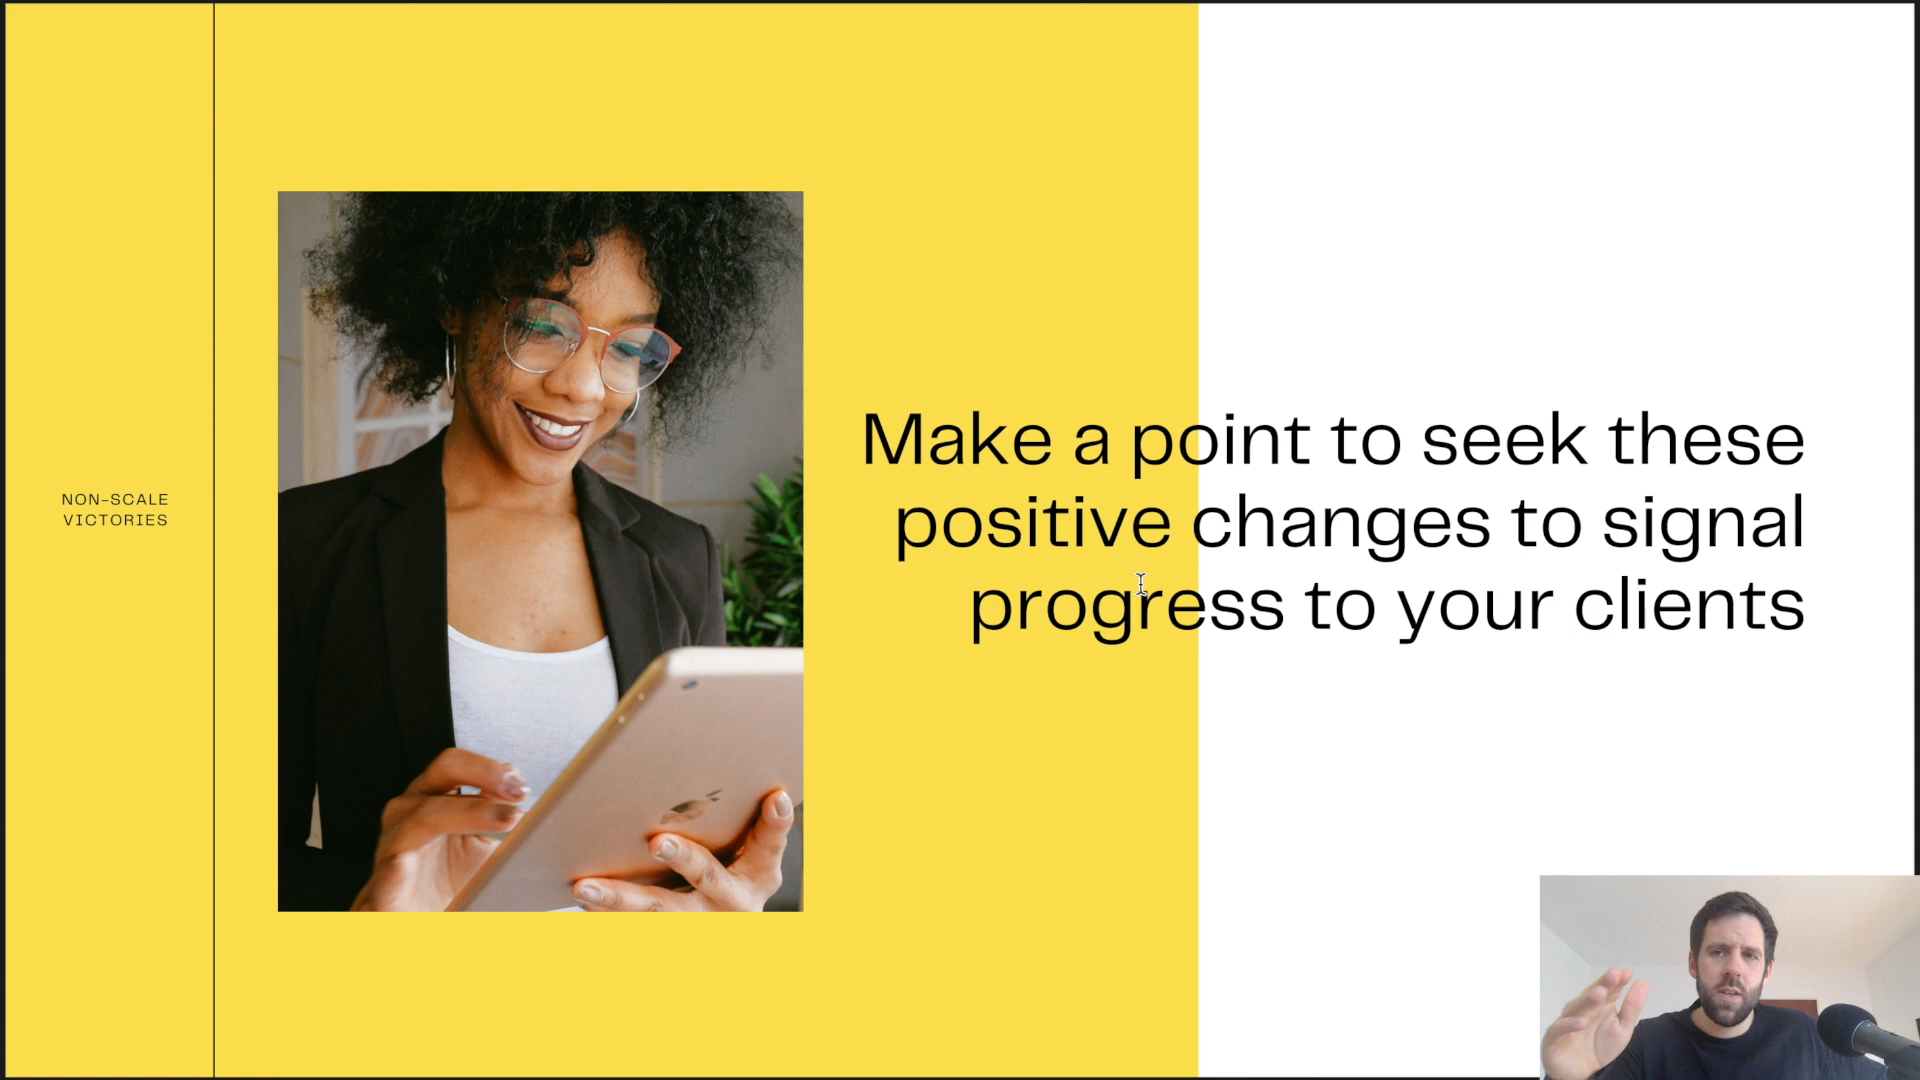 NON-SCALE
VICTORIES
Make a point to seek these
positive changes to signal
progress to your clients